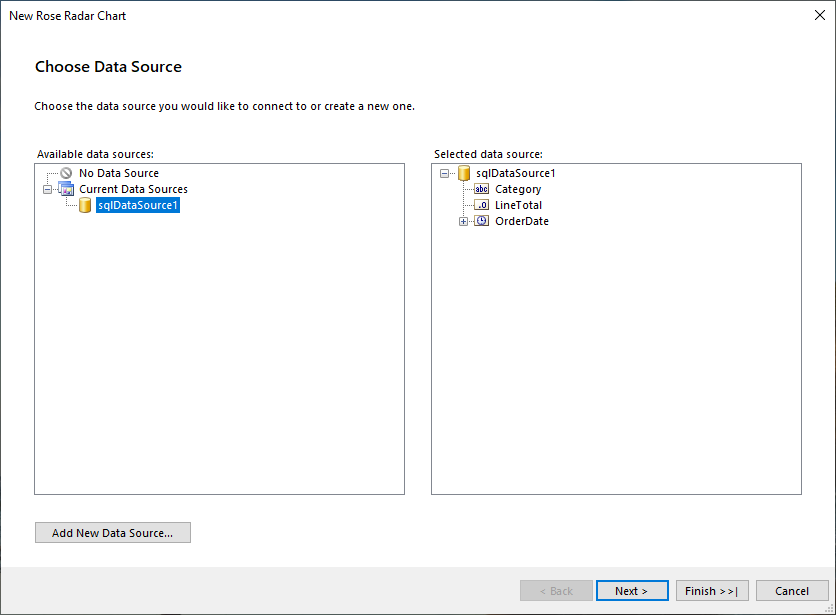 New Rose Radar Chart
Choose Data Source
Choose the data source you would like to connect to or create a new one.
Available data sources:
No Data Source
Current Data Sources
sqlDataSource1
Selected data source:
sqlDataSource1
abc Category
.0 LineTotal
OrderDate
Add New Data Source...
< Back
Next >
Finish >>|
Cancel